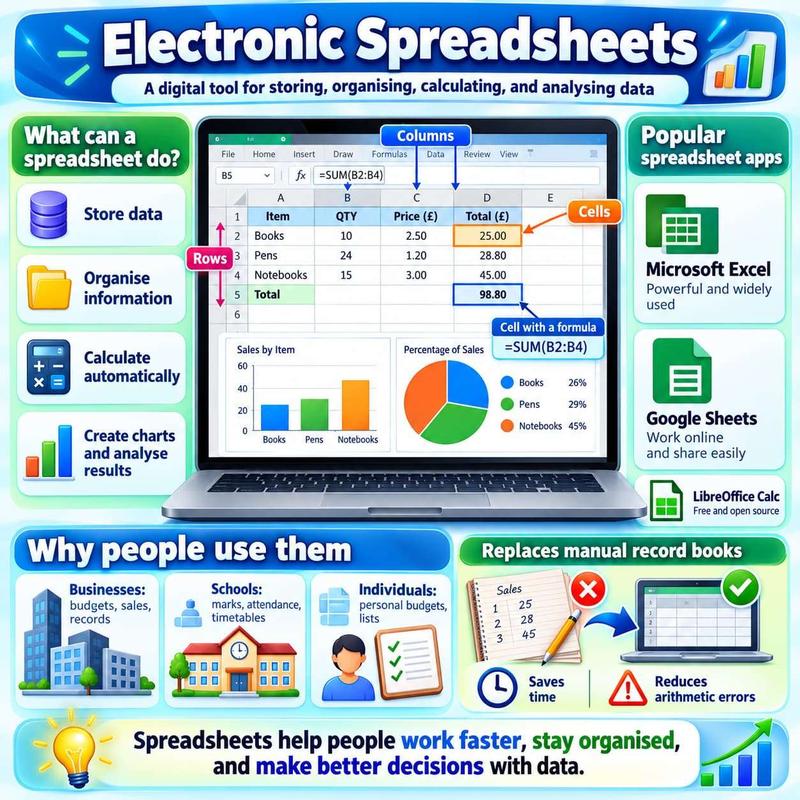 Electronic Spreadsheets
A digital tool for storing, organising, calculating, and analysing data
What can a
spreadsheet do?
Store data
Organise
information
Calculate
automatically
Create charts
and analyse
results
Columns
File Home Insert Draw Formulas Data Review View
B5 fx =SUM(B2:B4)
A B C D E
1 Item QTY Price (£) Total (£)
2 Books 10 2.50 25.00
3 Pens 24 1.20 28.80
4 Notebooks 15 3.00 45.00
5 Total 98.80
6
Rows
Cells
Cell with a formula
=SUM(B2:B4)
Sales by Item
60
40
20
0
Books Pens Notebooks
Percentage of Sales
Books 26%
Pens 29%
Notebooks 45%
Popular
spreadsheet apps
Microsoft Excel
Powerful and widely
used
Google Sheets
Work online
and share easily
LibreOffice Calc
Free and open source
Why people use them
Businesses:
budgets, sales,
records
Schools:
marks, attendance,
timetables
Individuals:
personal budgets,
lists
Replaces manual record books
Sales
1 25
2 28
3 45
Saves
time
Reduces
arithmetic errors
Spreadsheets help people work faster, stay organised,
and make better decisions with data.